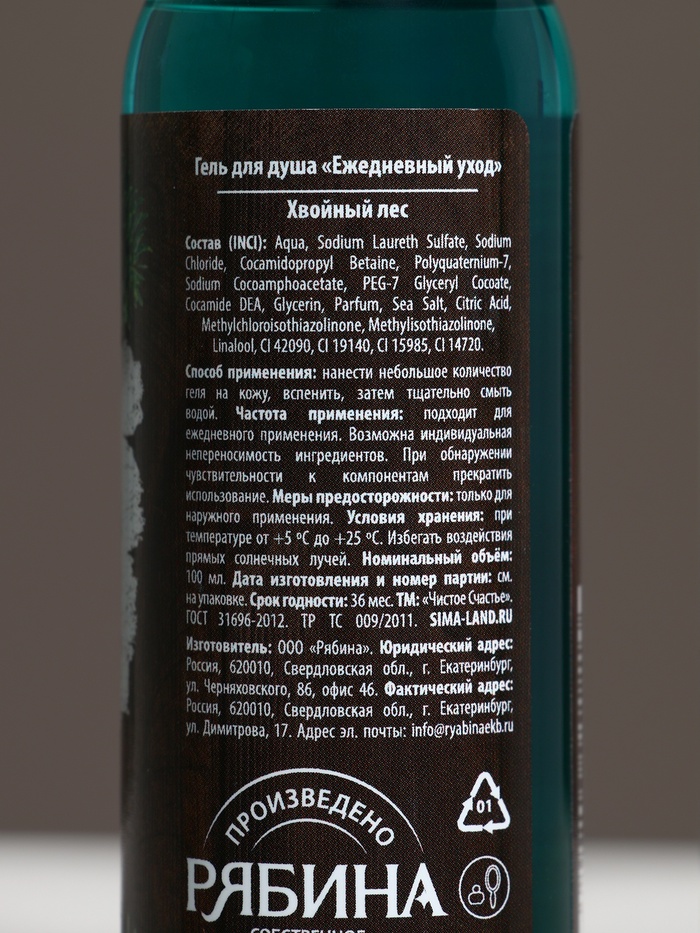 Гель для душа «Ежедневный уход»
Хвойный лес
Состав (INCI): Aqua, Sodium Laureth Sulfate, Sodium
Chloride, Cocamidopropyl Betaine, Polyquaternium-7,
Sodium Cocoamphoacetate, PEG-7 Glyceryl Cocoate,
Cocamide DEA, Glycerin, Parfum, Sea Salt, Citric Acid,
Methylchloroisothiazolinone, Methylisothiazolinone,
Linalool, CI 42090, CI 19140, CI 15985, CI 14720.
Способ применения: нанести небольшое количество
геля на кожу, вспенить, затем тщательно смыть
водой. Частота применения: подходит для
ежедневного применения. Возможна индивидуальная
непереносимость ингредиентов. При обнаружении
чувствительности к компонентам прекратить
использование. Меры предосторожности: только для
наружного применения. Условия хранения: при
температуре от +5 °C до +25 °C. Избегать воздействия
прямых солнечных лучей. Номинальный объём:
100 мл. Дата изготовления и номер партии: см.
на упаковке. Срок годности: 36 мес. ТМ: «Чистое Счастье».
ГОСТ 31696-2012. ТР ТС 009/2011. SIMA-LAND.RU
Изготовитель: ООО «Рябина». Юридический адрес:
Россия, 620010, Свердловская обл., г. Екатеринбург,
ул. Черняховского, 86, офис 46. Фактический адрес:
Россия, 620010, Свердловская обл., г. Екатеринбург,
ул. Димитрова, 17. Адрес эл. почты: info@ryabinaekb.ru
ПРОИЗВЕДЕНО
01
РЯБИНА
СОБСТВЕННОЕ